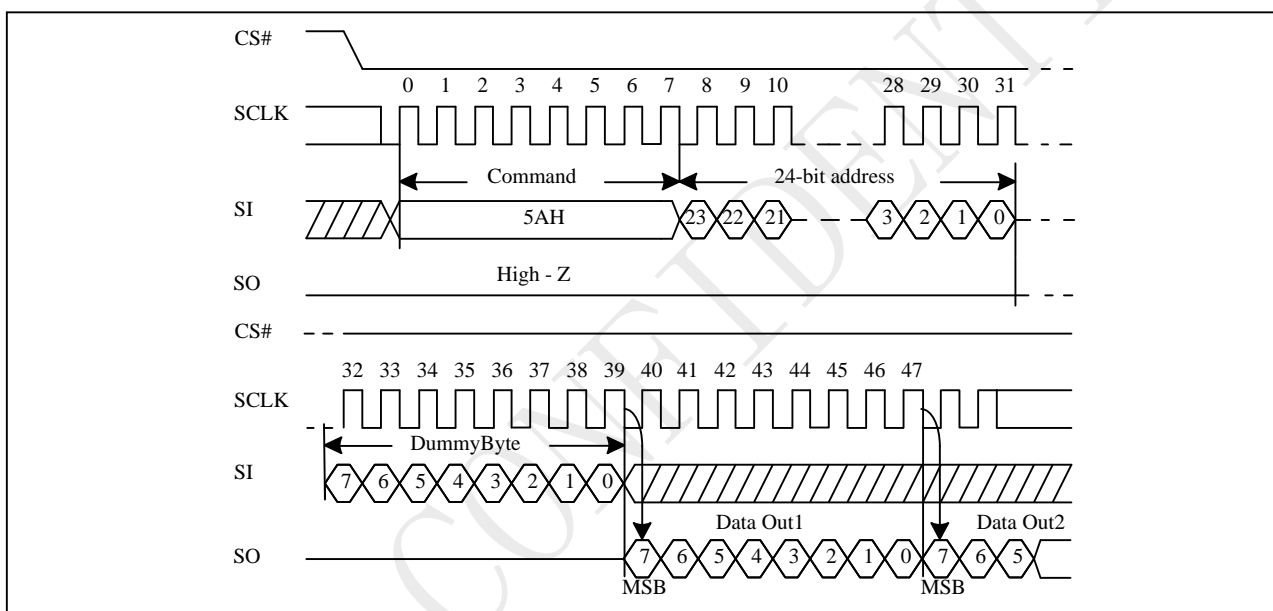 CS#
0 1 2 3 4 5 6 7 8 9 10 28 29 30 31
SCLK
Command 24-bit address
SI 5AH 23 22 21 3 2 1 0
High - Z
SO
CS#
32 33 34 35 36 37 38 39 40 41 42 43 44 45 46 47
SCLK
DummyByte
SI 7 6 5 4 3 2 1 0
Data Out1 Data Out2
SO 7 6 5 4 3 2 1 0 7 6 5
MSB MSB
CONFIDENT